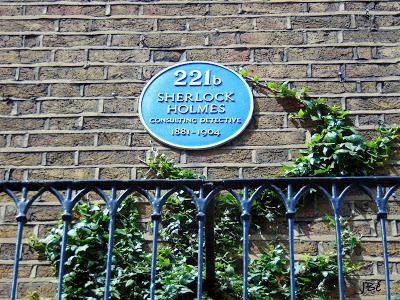 221b
SHERLOCK
HOLMES
CONSULTING DETECTIVE
1881-1904